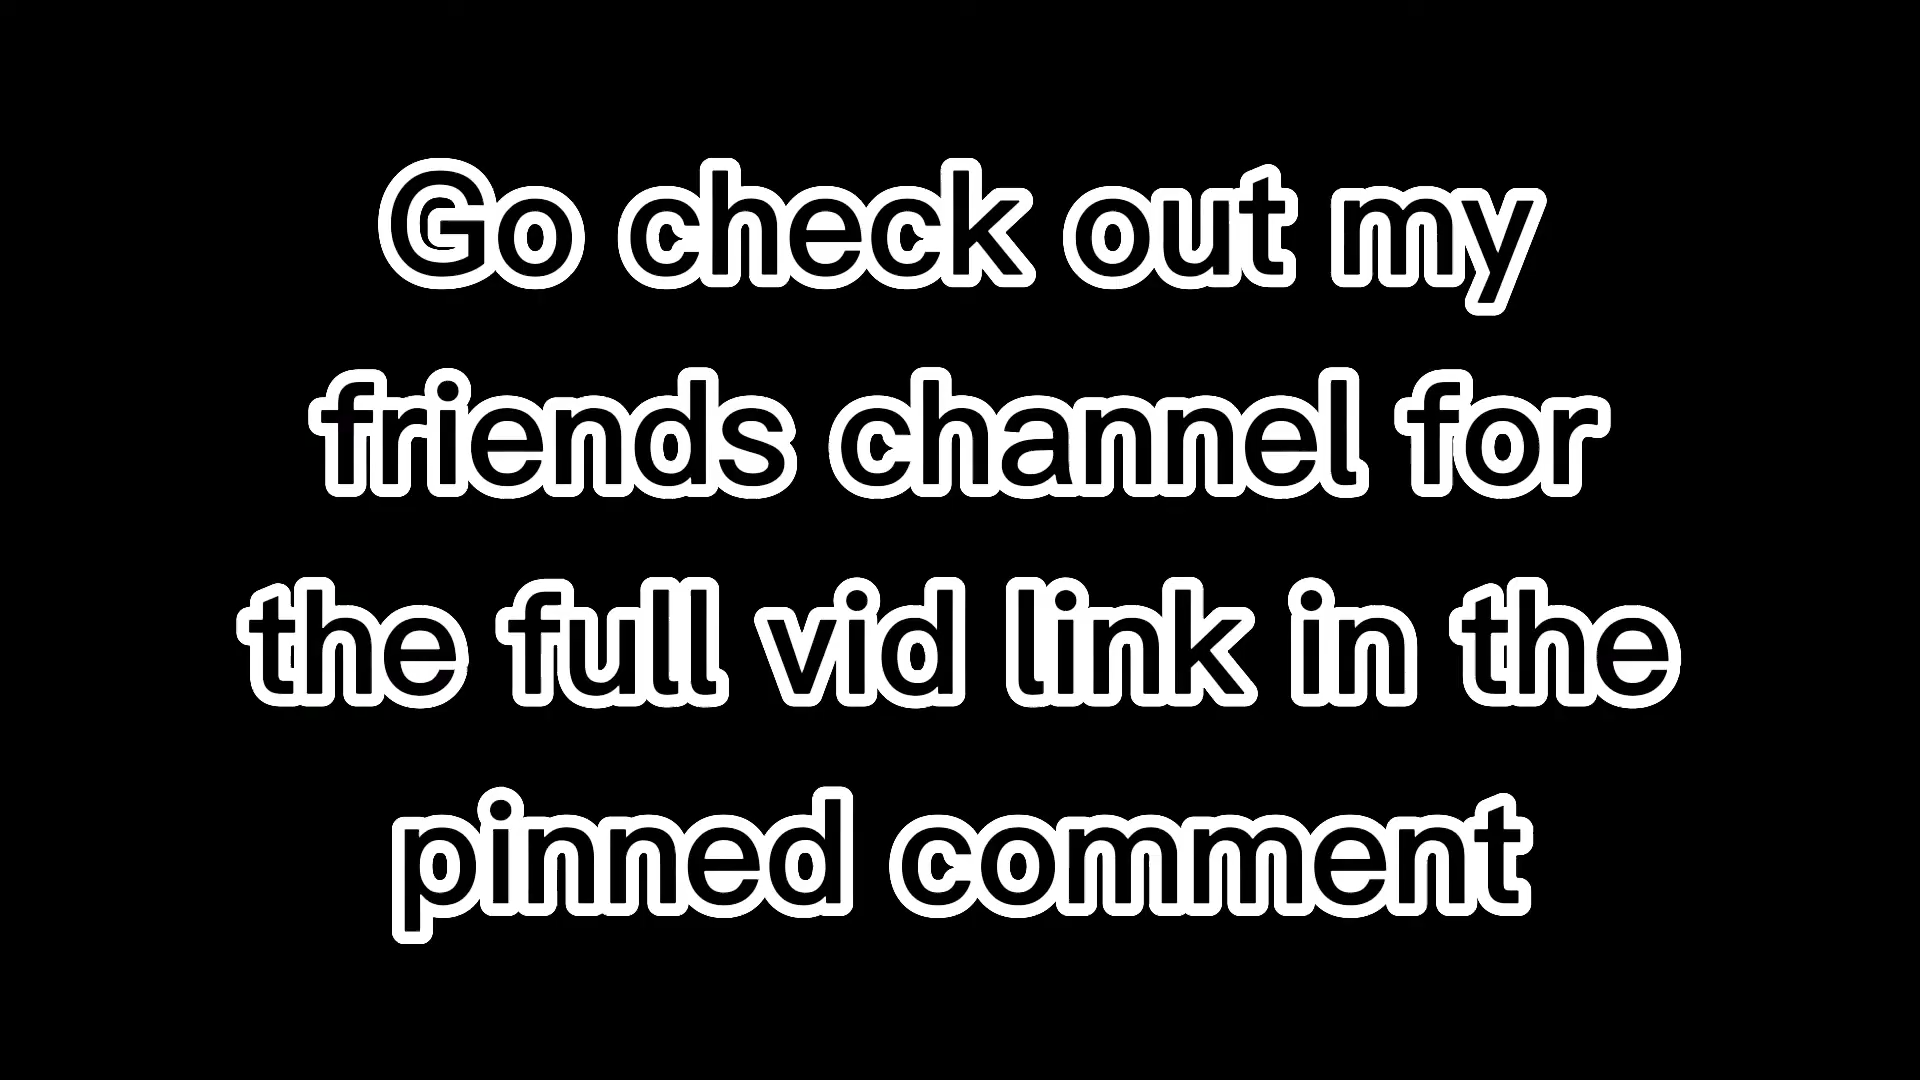 Go check out my
friends channel for
the full vid link in the
pinned comment